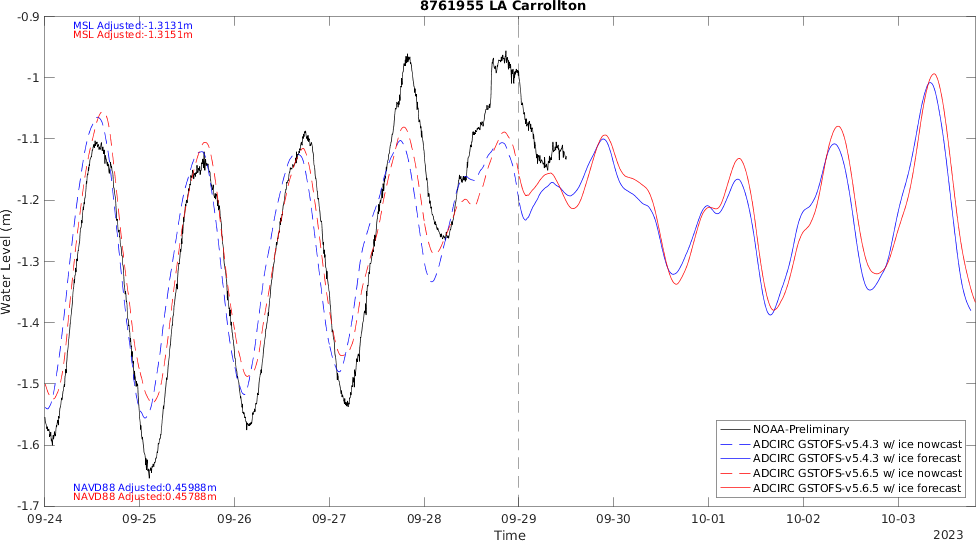 8761955 LA Carrollton
-0.9
MSL Adjusted:-1.3131m
MSL Adjusted:-1.3151m
-1
-1.1
-1.2
Water Level (m)
-1.3
-1.4
-1.5
-1.6
-1.7
NAVD88 Adjusted:0.45988m
NAVD88 Adjusted:0.45788m
NOAA-Preliminary
ADCIRC GSTOFS-v5.4.3 w/ ice nowcast
ADCIRC GSTOFS-v5.4.3 w/ ice forecast
ADCIRC GSTOFS-v5.6.5 w/ ice nowcast
ADCIRC GSTOFS-v5.6.5 w/ ice forecast
09-24 09-25 09-26 09-27 09-28 09-29 09-30 10-01 10-02 10-03
Time
2023